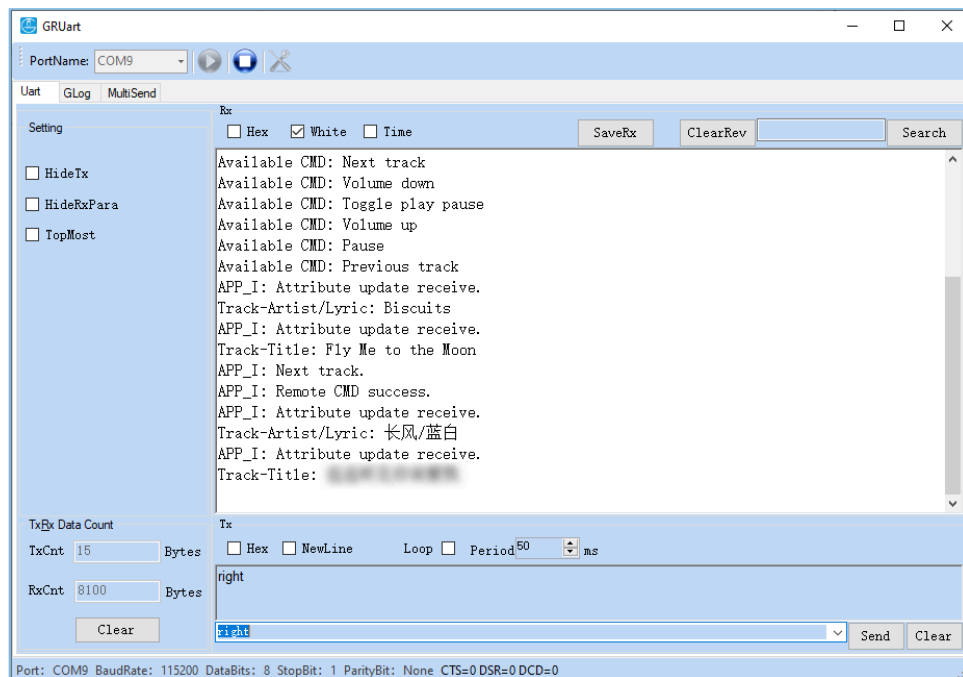 GRUart
PortName: COM9
Uart GLog MultiSend
Setting
HideTx
HideRxPara
TopMost
Rx
Hex White Time SaveRx ClearRev Search
Available CMD: Next track
Available CMD: Volume down
Available CMD: Toggle play pause
Available CMD: Volume up
Available CMD: Pause
Available CMD: Previous track
APP_I: Attribute update receive.
Track-Artist/Lyric: Biscuits
APP_I: Attribute update receive.
Track-Title: Fly Me to the Moon
APP_I: Next track.
APP_I: Remote CMD success.
APP_I: Attribute update receive.
Track-Artist/Lyric: 长风/蓝白
APP_I: Attribute update receive.
Track-Title:
TxRx Data Count
TxCnt 15 Bytes
RxCnt 8100 Bytes
Clear
Tx
Hex NewLine Loop Period 50 ms
right
right
Send Clear
Port: COM9 BaudRate: 115200 DataBits: 8 StopBit: 1 ParityBit: None CTS=0 DSR=0 DCD=0